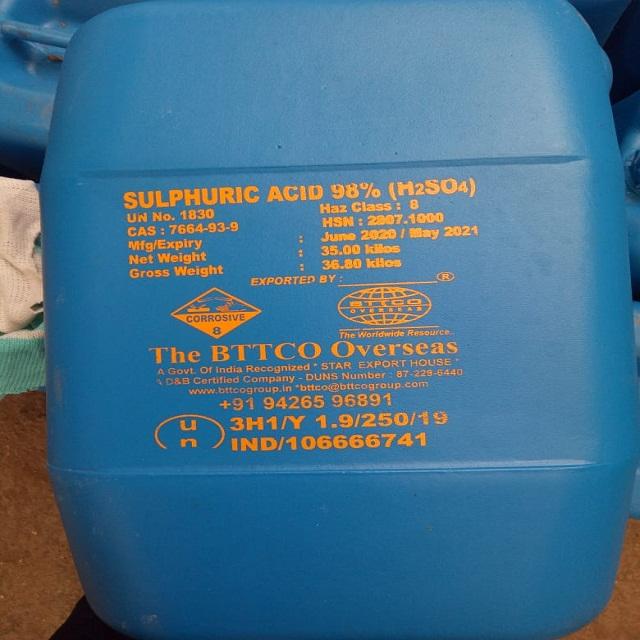 SULPHURIC ACID 98% (H2SO4)
UN No. 1830 Haz Class : 8
CAS : 7664-93-9 HSN : 2807.1000
Mfg/Expiry : June 2020 / May 2021
Net Weight : 35.00 kilos
Gross Weight : 36.80 kilos
EXPORTED BY :
®
CORROSIVE
8
BTTCO
OVERSEAS
The Worldwide Resource..
The BTTCO Overseas
A Govt. Of India Recognized * STAR EXPORT HOUSE *
A D&B Certified Company - DUNS Number : 87-229-6440
www.bttcogroup.in *bttco@bttcogroup.com
+91 94265 96891
u n
3H1/Y 1.9/250/19
IND/106666741